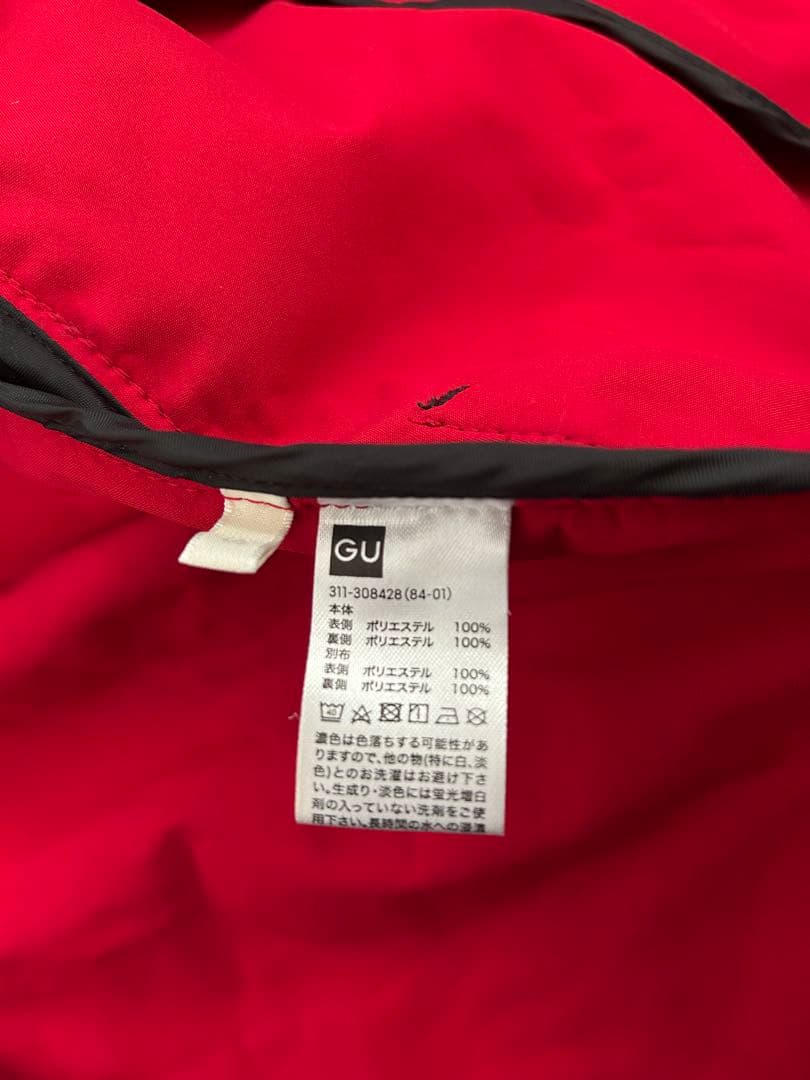 GU
311-308428(84-01)
本体
表側 ポリエステル 100%
裏側 ポリエステル 100%
別布
表側 ポリエステル 100%
裏側 ポリエステル 100%
40
濃色は色落ちする可能性があ
りますので、他の物(特に白、淡
色)とのお洗濯はお避け下さ
い。生成り・淡色には蛍光増白
剤の入っていない洗剤をご使
用下さい。長時間の水への浸漬